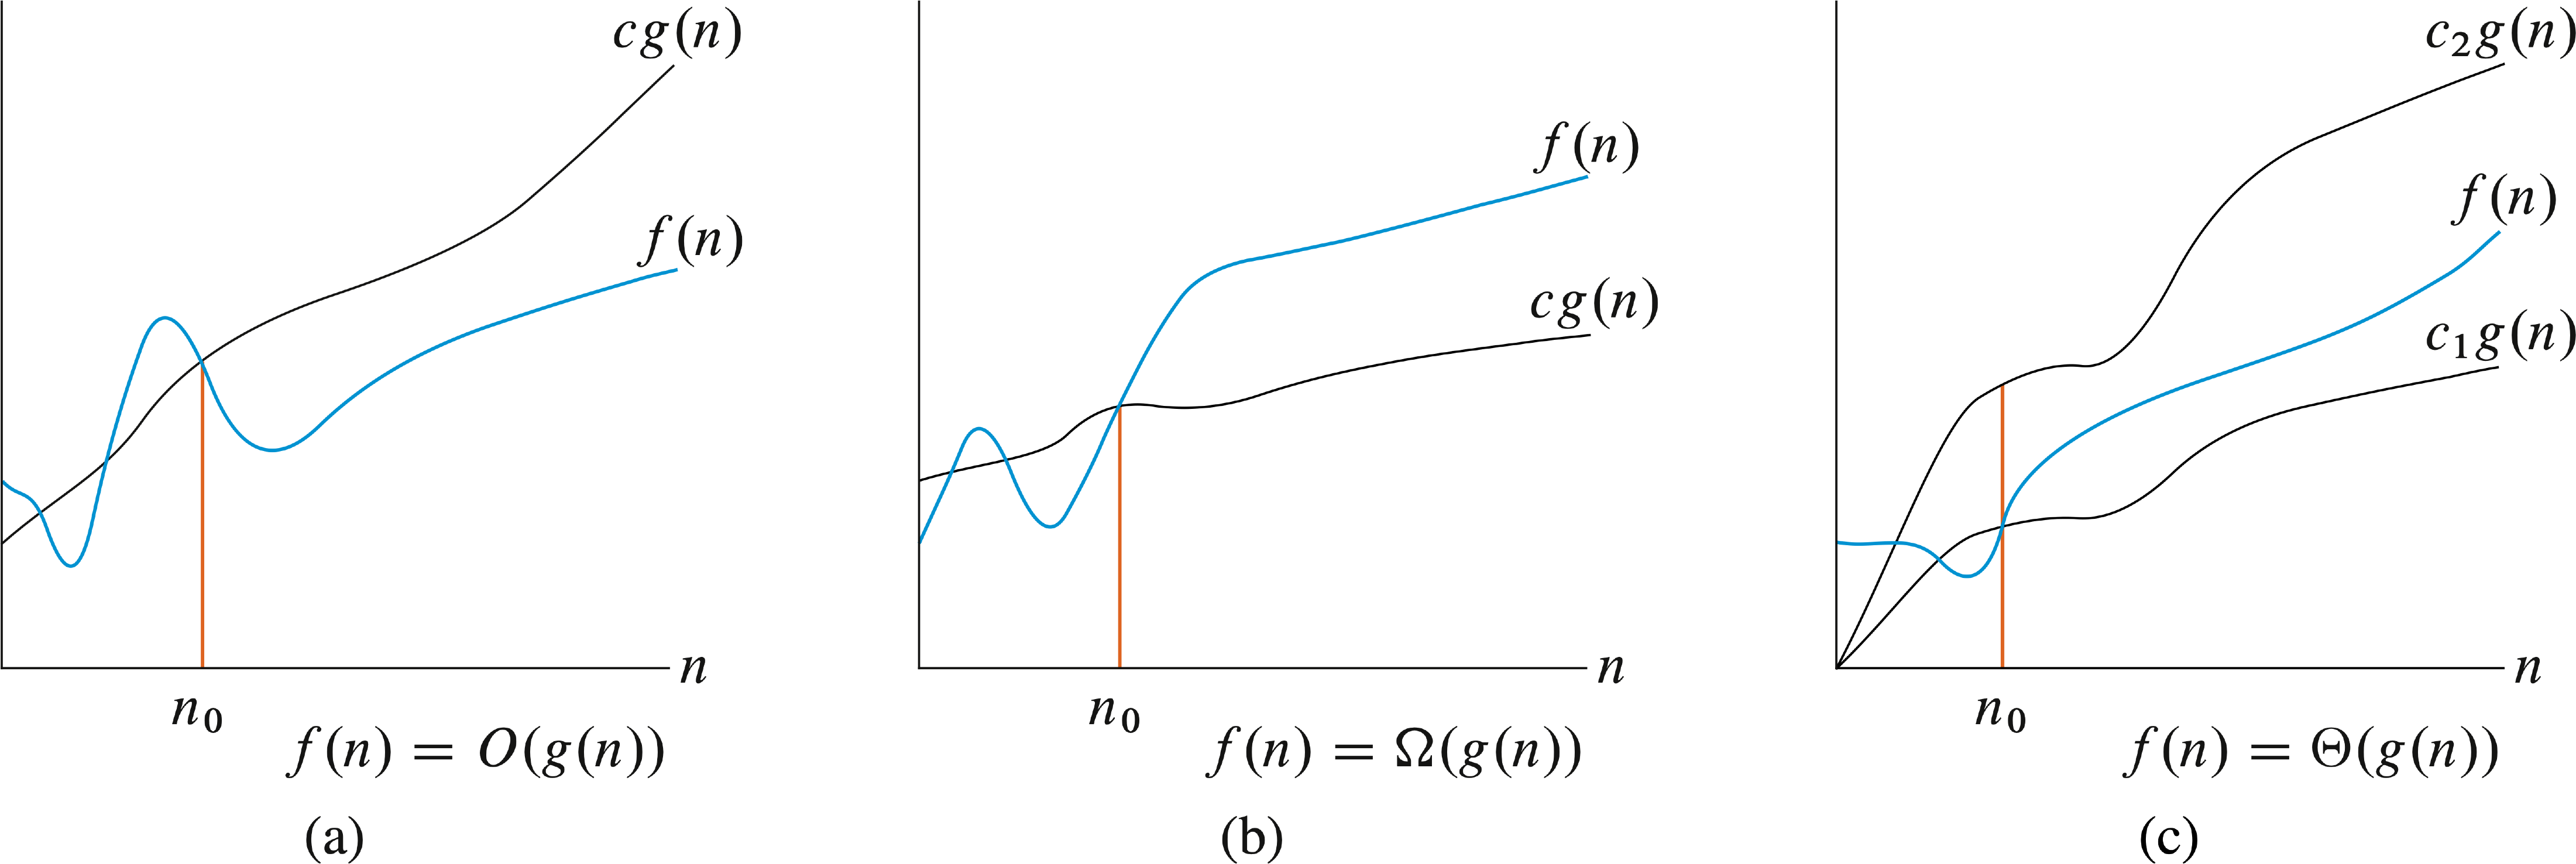 cg(n)
f(n)
n
n₀
f(n) = O(g(n))
(a)
f(n)
cg(n)
n
n₀
f(n) = Ω(g(n))
(b)
c₂g(n)
f(n)
c₁g(n)
n
n₀
f(n) = Θ(g(n))
(c)